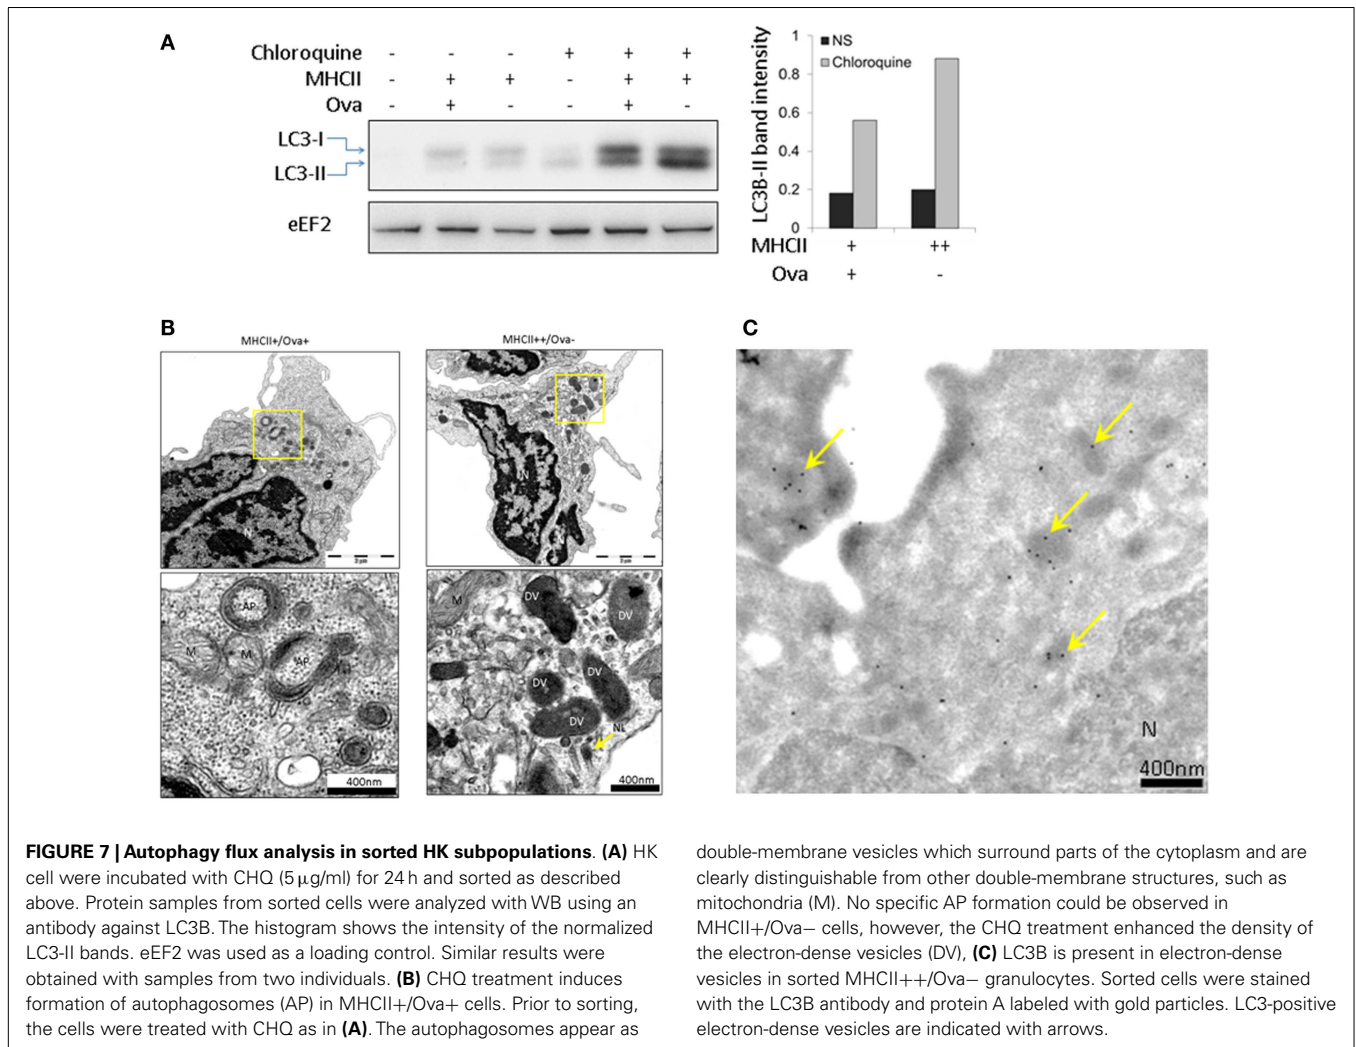 A
Chloroquine - - - + + +
MHCII - + + - + +
Ova - + - - + -
LC3-I
LC3-II
eEF2
LC3B-II band intensity
1
0.8
0.6
0.4
0.2
0
NS
Chloroquine
MHCII + ++
Ova + -
B
MHCII+/Ova+
MHCII++/Ova-
N
N
N
2 µm
2 µm
AP
M
M
AP
400nm
M
DV
DV
DV
DV
DV
NL
400nm
C
N
400nm
FIGURE 7 | Autophagy flux analysis in sorted HK subpopulations. (A) HK
cell were incubated with CHQ (5 µg/ml) for 24 h and sorted as described
above. Protein samples from sorted cells were analyzed with WB using an
antibody against LC3B. The histogram shows the intensity of the normalized
LC3-II bands. eEF2 was used as a loading control. Similar results were
obtained with samples from two individuals. (B) CHQ treatment induces
formation of autophagosomes (AP) in MHCII+/Ova+ cells. Prior to sorting,
the cells were treated with CHQ as in (A). The autophagosomes appear as
double-membrane vesicles which surround parts of the cytoplasm and are
clearly distinguishable from other double-membrane structures, such as
mitochondria (M). No specific AP formation could be observed in
MHCII+/Ova− cells, however, the CHQ treatment enhanced the density of
the electron-dense vesicles (DV), (C) LC3B is present in electron-dense
vesicles in sorted MHCII++/Ova− granulocytes. Sorted cells were stained
with the LC3B antibody and protein A labeled with gold particles. LC3-positive
electron-dense vesicles are indicated with arrows.